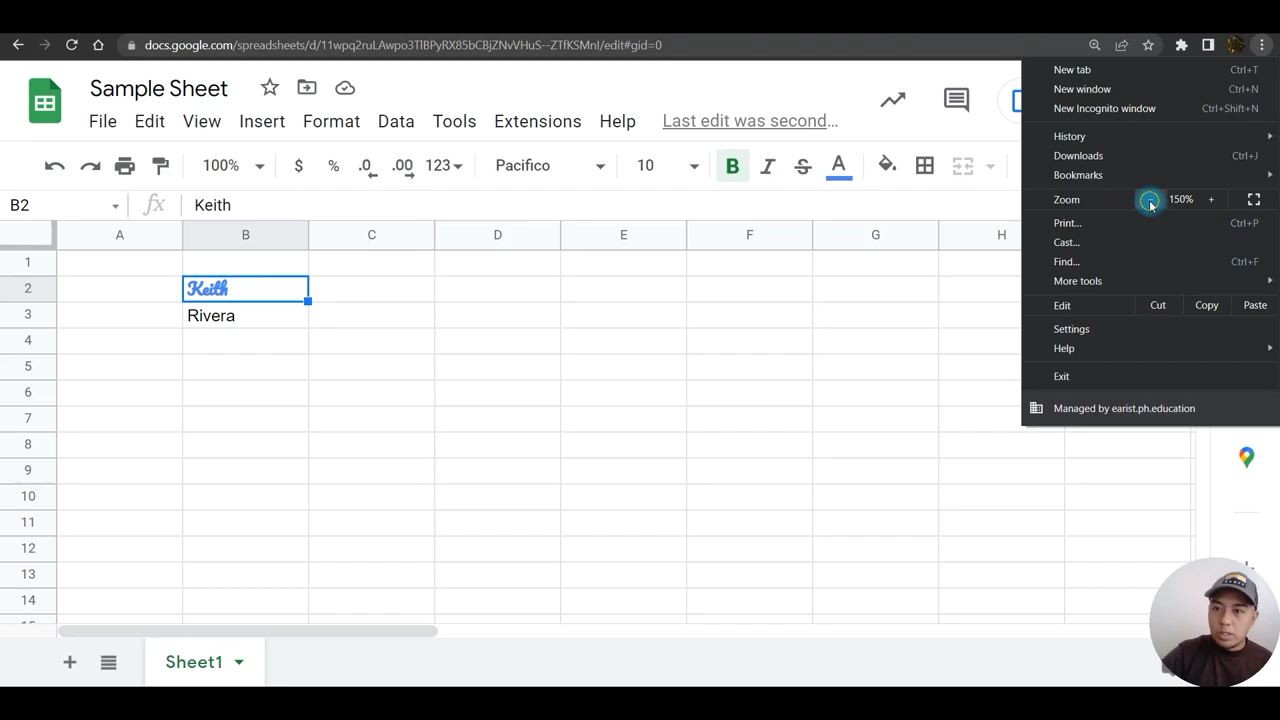 docs.google.com/spreadsheets/d/11wpq2ruLAwpo3TlBPyRX85bCBjZNvVHuS--ZTfKSMnI/edit#gid=0
Sample Sheet
File Edit View Insert Format Data Tools Extensions Help Last edit was second...
100% $ % .0 .00 123 Pacifico 10 B I S A
B2 fx Keith
A B C D E F G H
1
2 Keith
3 Rivera
4
5
6
7
8
9
10
11
12
13
14
+ Sheet1
New tab Ctrl+T
New window Ctrl+N
New Incognito window Ctrl+Shift+N
History
Downloads Ctrl+J
Bookmarks
Zoom - 150% +
Print... Ctrl+P
Cast...
Find... Ctrl+F
More tools
Edit Cut Copy Paste
Settings
Help
Exit
Managed by earist.ph.education